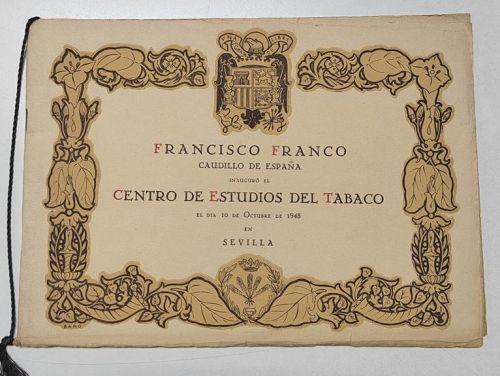 FRANCISCO FRANCO
CAUDILLO DE ESPAÑA
INAUGURÓ EL
CENTRO DE ESTUDIOS DEL TABACO
EL DÍA 10 DE OCTUBRE DE 1948
EN
SEVILLA